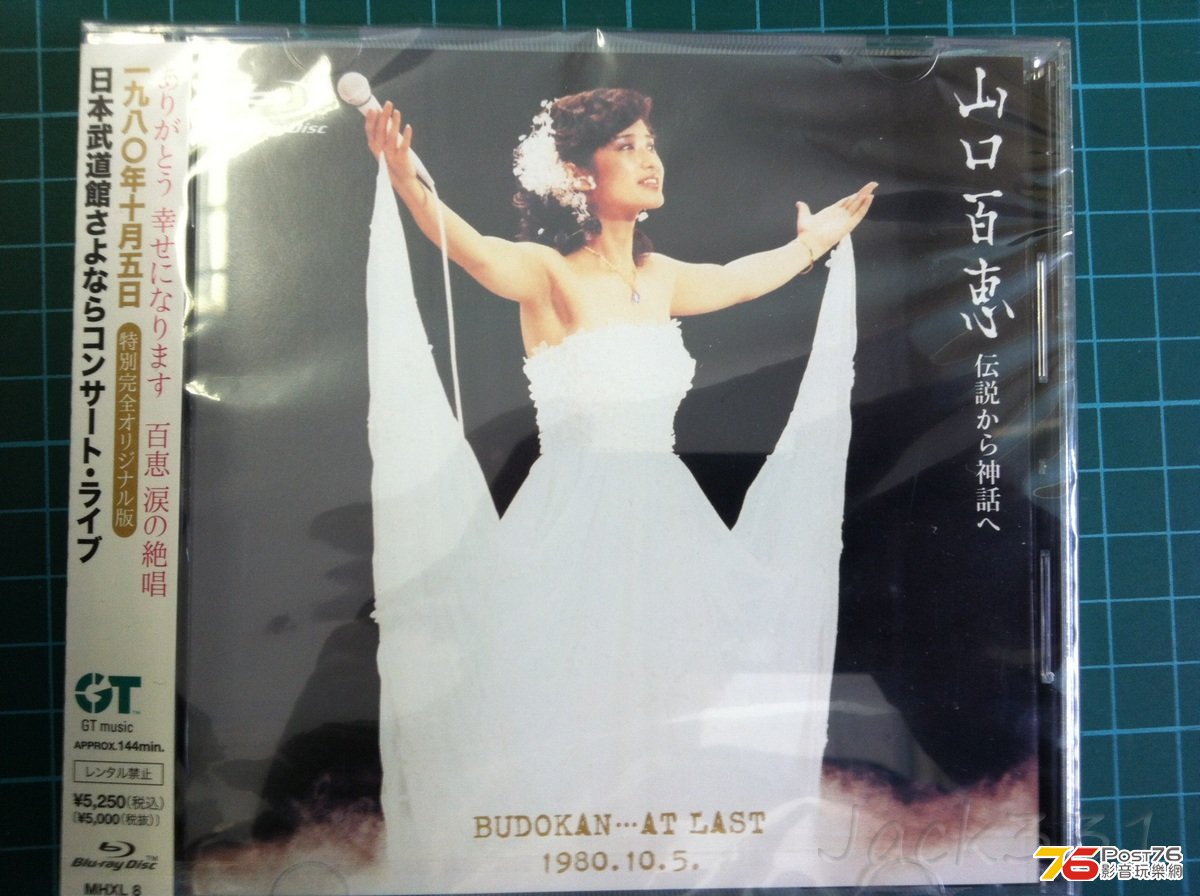 ありがとう 幸せになります 百恵 涙の絶唱
一九八〇年十月五日 特別完全オリジナル版
日本武道館さよならコンサート・ライブ
GT
GT music
APPROX.144min.
レンタル禁止
¥5,250(税込)
(¥5,000(税抜))
Blu-ray Disc™
MHXL 8
山口百恵
伝説から神話へ
BUDOKAN…AT LAST
1980.10.5.
Jack531
76 Post76
影音玩樂網